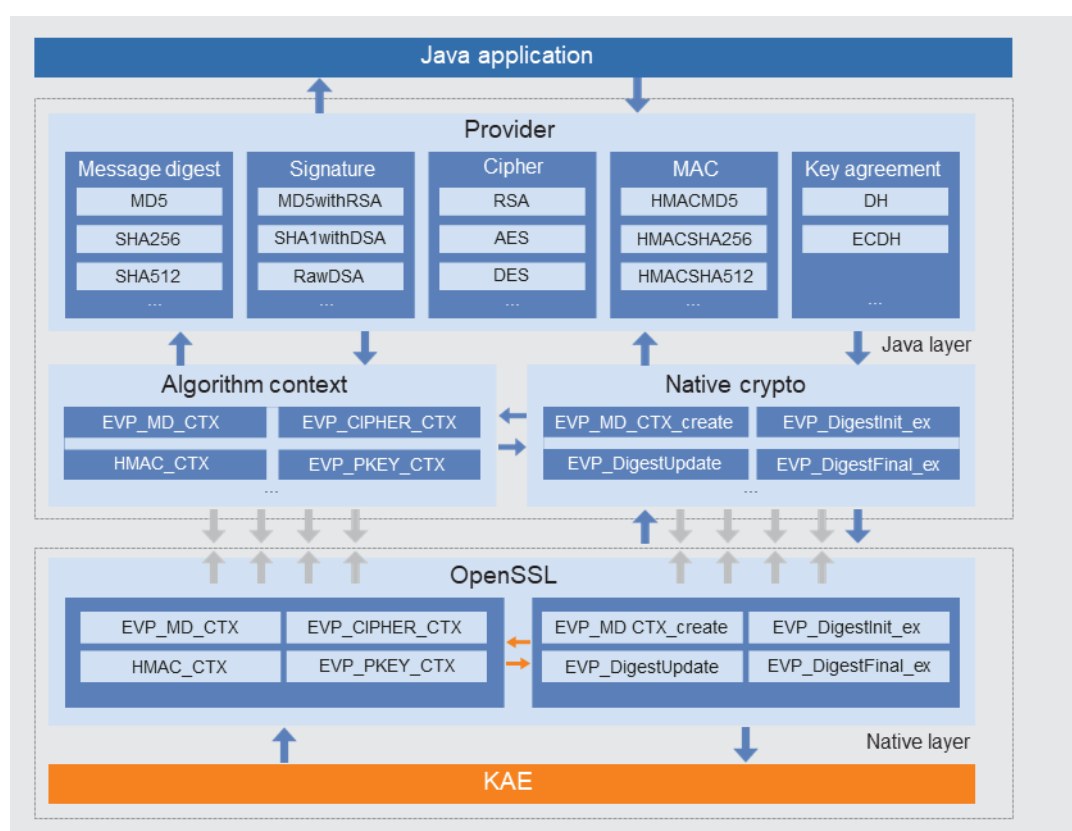 Java application
Provider
Message digest
MD5
SHA256
SHA512
...
Signature
MD5withRSA
SHA1withDSA
RawDSA
...
Cipher
RSA
AES
DES
...
MAC
HMACMD5
HMACSHA256
HMACSHA512
...
Key agreement
DH
ECDH
...
Java layer
Algorithm context
EVP_MD_CTX
EVP_CIPHER_CTX
HMAC_CTX
EVP_PKEY_CTX
...
Native crypto
EVP_MD_CTX_create
EVP_DigestInit_ex
EVP_DigestUpdate
EVP_DigestFinal_ex
...
OpenSSL
EVP_MD_CTX
EVP_CIPHER_CTX
HMAC_CTX
EVP_PKEY_CTX
EVP_MD CTX_create
EVP_DigestInit_ex
EVP_DigestUpdate
EVP_DigestFinal_ex
Native layer
KAE